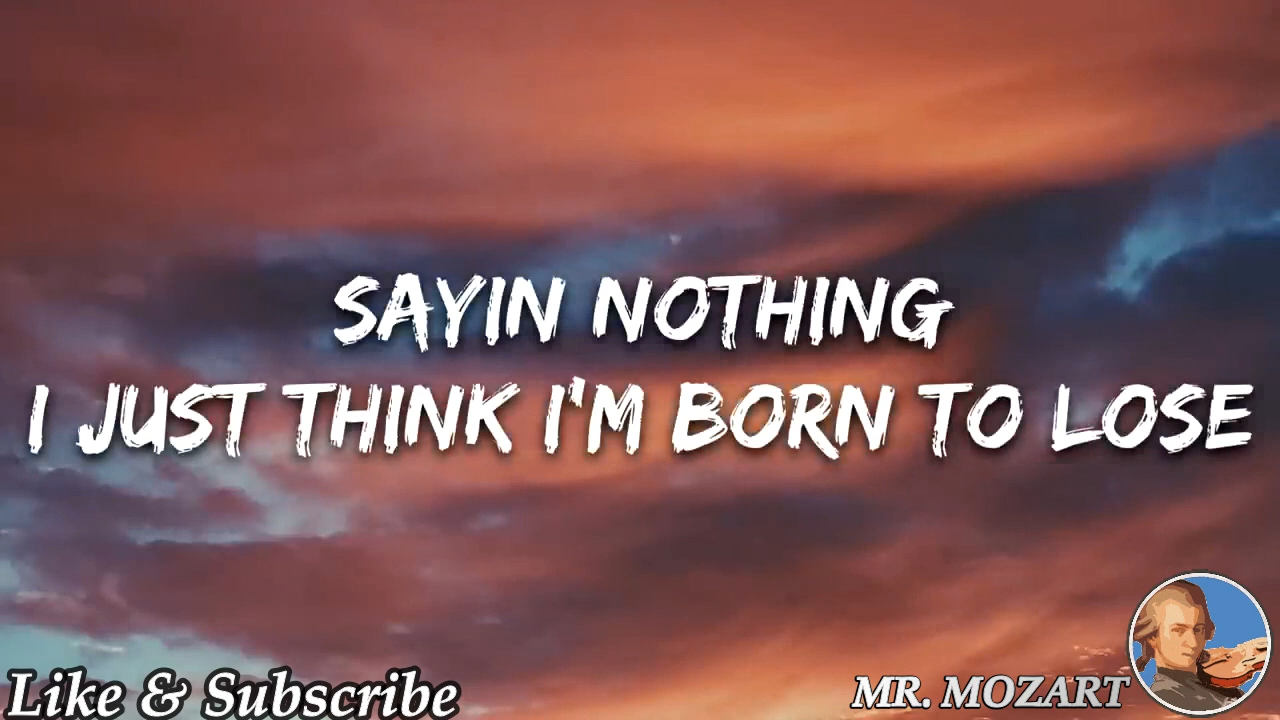 SAYIN NOTHING
I JUST THINK I'M BORN TO LOSE
Like & Subscribe
MR. MOZART